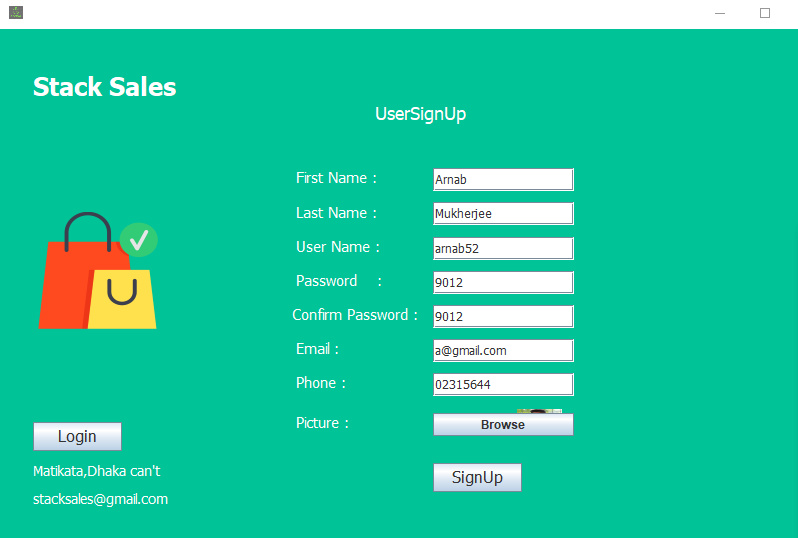 Stack Sales
UserSignUp
First Name : Arnab
Last Name : Mukherjee
User Name : arnab52
Password : 9012
Confirm Password : 9012
Email : a@gmail.com
Phone : 02315644
Picture : Browse
Login
SignUp
Matikata,Dhaka can't
stacksales@gmail.com